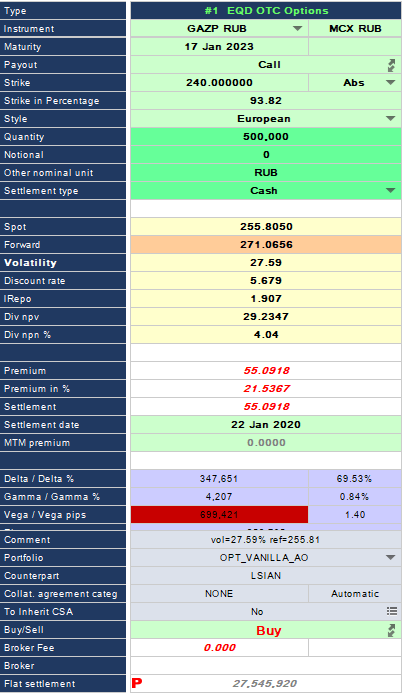 Type #1 EQD OTC Options
Instrument GAZP RUB MCX RUB
Maturity 17 Jan 2023
Payout Call
Strike 240.000000 Abs
Strike in Percentage 93.82
Style European
Quantity 500,000
Notional 0
Other nominal unit RUB
Settlement type Cash
Spot 255.8050
Forward 271.0656
Volatility 27.59
Discount rate 5.679
IRepo 1.907
Div npv 29.2347
Div npn % 4.04
Premium 55.0918
Premium in % 21.5367
Settlement 55.0918
Settlement date 22 Jan 2020
MTM premium 0.0000
Delta / Delta % 347,651 69.53%
Gamma / Gamma % 4,207 0.84%
Vega / Vega pips 699,421 1.40
Comment vol=27.59% ref=255.81
Portfolio OPT_VANILLA_AO
Counterpart LSIAN
Collat. agreement categ NONE Automatic
To Inherit CSA No
Buy/Sell Buy
Broker Fee 0.000
Broker
Flat settlement P 27,545,920